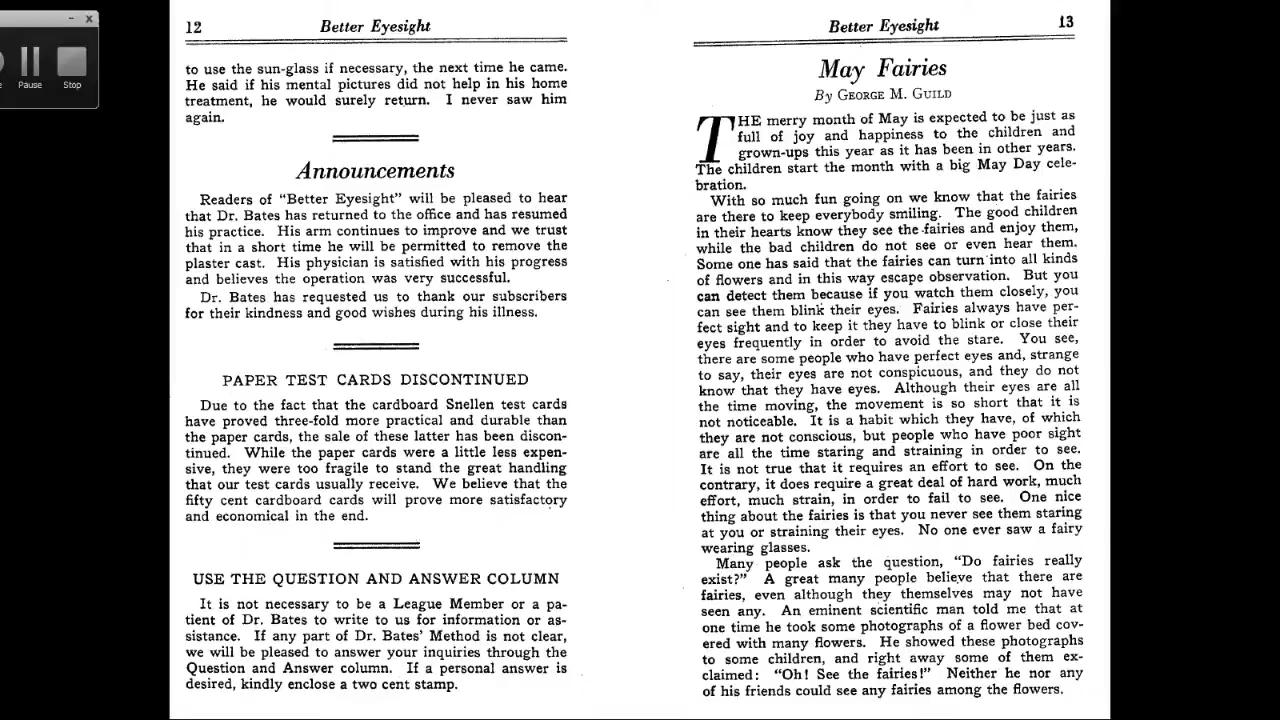 Pause
Stop
12
Better Eyesight
to use the sun-glass if necessary, the next time he came.
He said if his mental pictures did not help in his home
treatment, he would surely return. I never saw him
again.
Announcements
Readers of "Better Eyesight" will be pleased to hear
that Dr. Bates has returned to the office and has resumed
his practice. His arm continues to improve and we trust
that in a short time he will be permitted to remove the
plaster cast. His physician is satisfied with his progress
and believes the operation was very successful.
Dr. Bates has requested us to thank our subscribers
for their kindness and good wishes during his illness.
PAPER TEST CARDS DISCONTINUED
Due to the fact that the cardboard Snellen test cards
have proved three-fold more practical and durable than
the paper cards, the sale of these latter has been discon-
tinued. While the paper cards were a little less expen-
sive, they were too fragile to stand the great handling
that our test cards usually receive. We believe that the
fifty cent cardboard cards will prove more satisfactory
and economical in the end.
USE THE QUESTION AND ANSWER COLUMN
It is not necessary to be a League Member or a pa-
tient of Dr. Bates to write to us for information or as-
sistance. If any part of Dr. Bates' Method is not clear,
we will be pleased to answer your inquiries through the
Question and Answer column. If a personal answer is
desired, kindly enclose a two cent stamp.
Better Eyesight
13
May Fairies
By GEORGE M. GUILD
THE merry month of May is expected to be just as
full of joy and happiness to the children and
grown-ups this year as it has been in other years.
The children start the month with a big May Day cele-
bration.
With so much fun going on we know that the fairies
are there to keep everybody smiling. The good children
in their hearts know they see the fairies and enjoy them,
while the bad children do not see or even hear them.
Some one has said that the fairies can turn into all kinds
of flowers and in this way escape observation. But you
can detect them because if you watch them closely, you
can see them blink their eyes. Fairies always have per-
fect sight and to keep it they have to blink or close their
eyes frequently in order to avoid the stare. You see,
there are some people who have perfect eyes and, strange
to say, their eyes are not conspicuous, and they do not
know that they have eyes. Although their eyes are all
the time moving, the movement is so short that it is
not noticeable. It is a habit which they have, of which
they are not conscious, but people who have poor sight
are all the time staring and straining in order to see.
It is not true that it requires an effort to see. On the
contrary, it does require a great deal of hard work, much
effort, much strain, in order to fail to see. One nice
thing about the fairies is that you never see them staring
at you or straining their eyes. No one ever saw a fairy
wearing glasses.
Many people ask the question, "Do fairies really
exist?" A great many people believe that there are
fairies, even although they themselves may not have
seen any. An eminent scientific man told me that at
one time he took some photographs of a flower bed cov-
ered with many flowers. He showed these photographs
to some children, and right away some of them ex-
claimed: "Oh! See the fairies!" Neither he nor any
of his friends could see any fairies among the flowers.